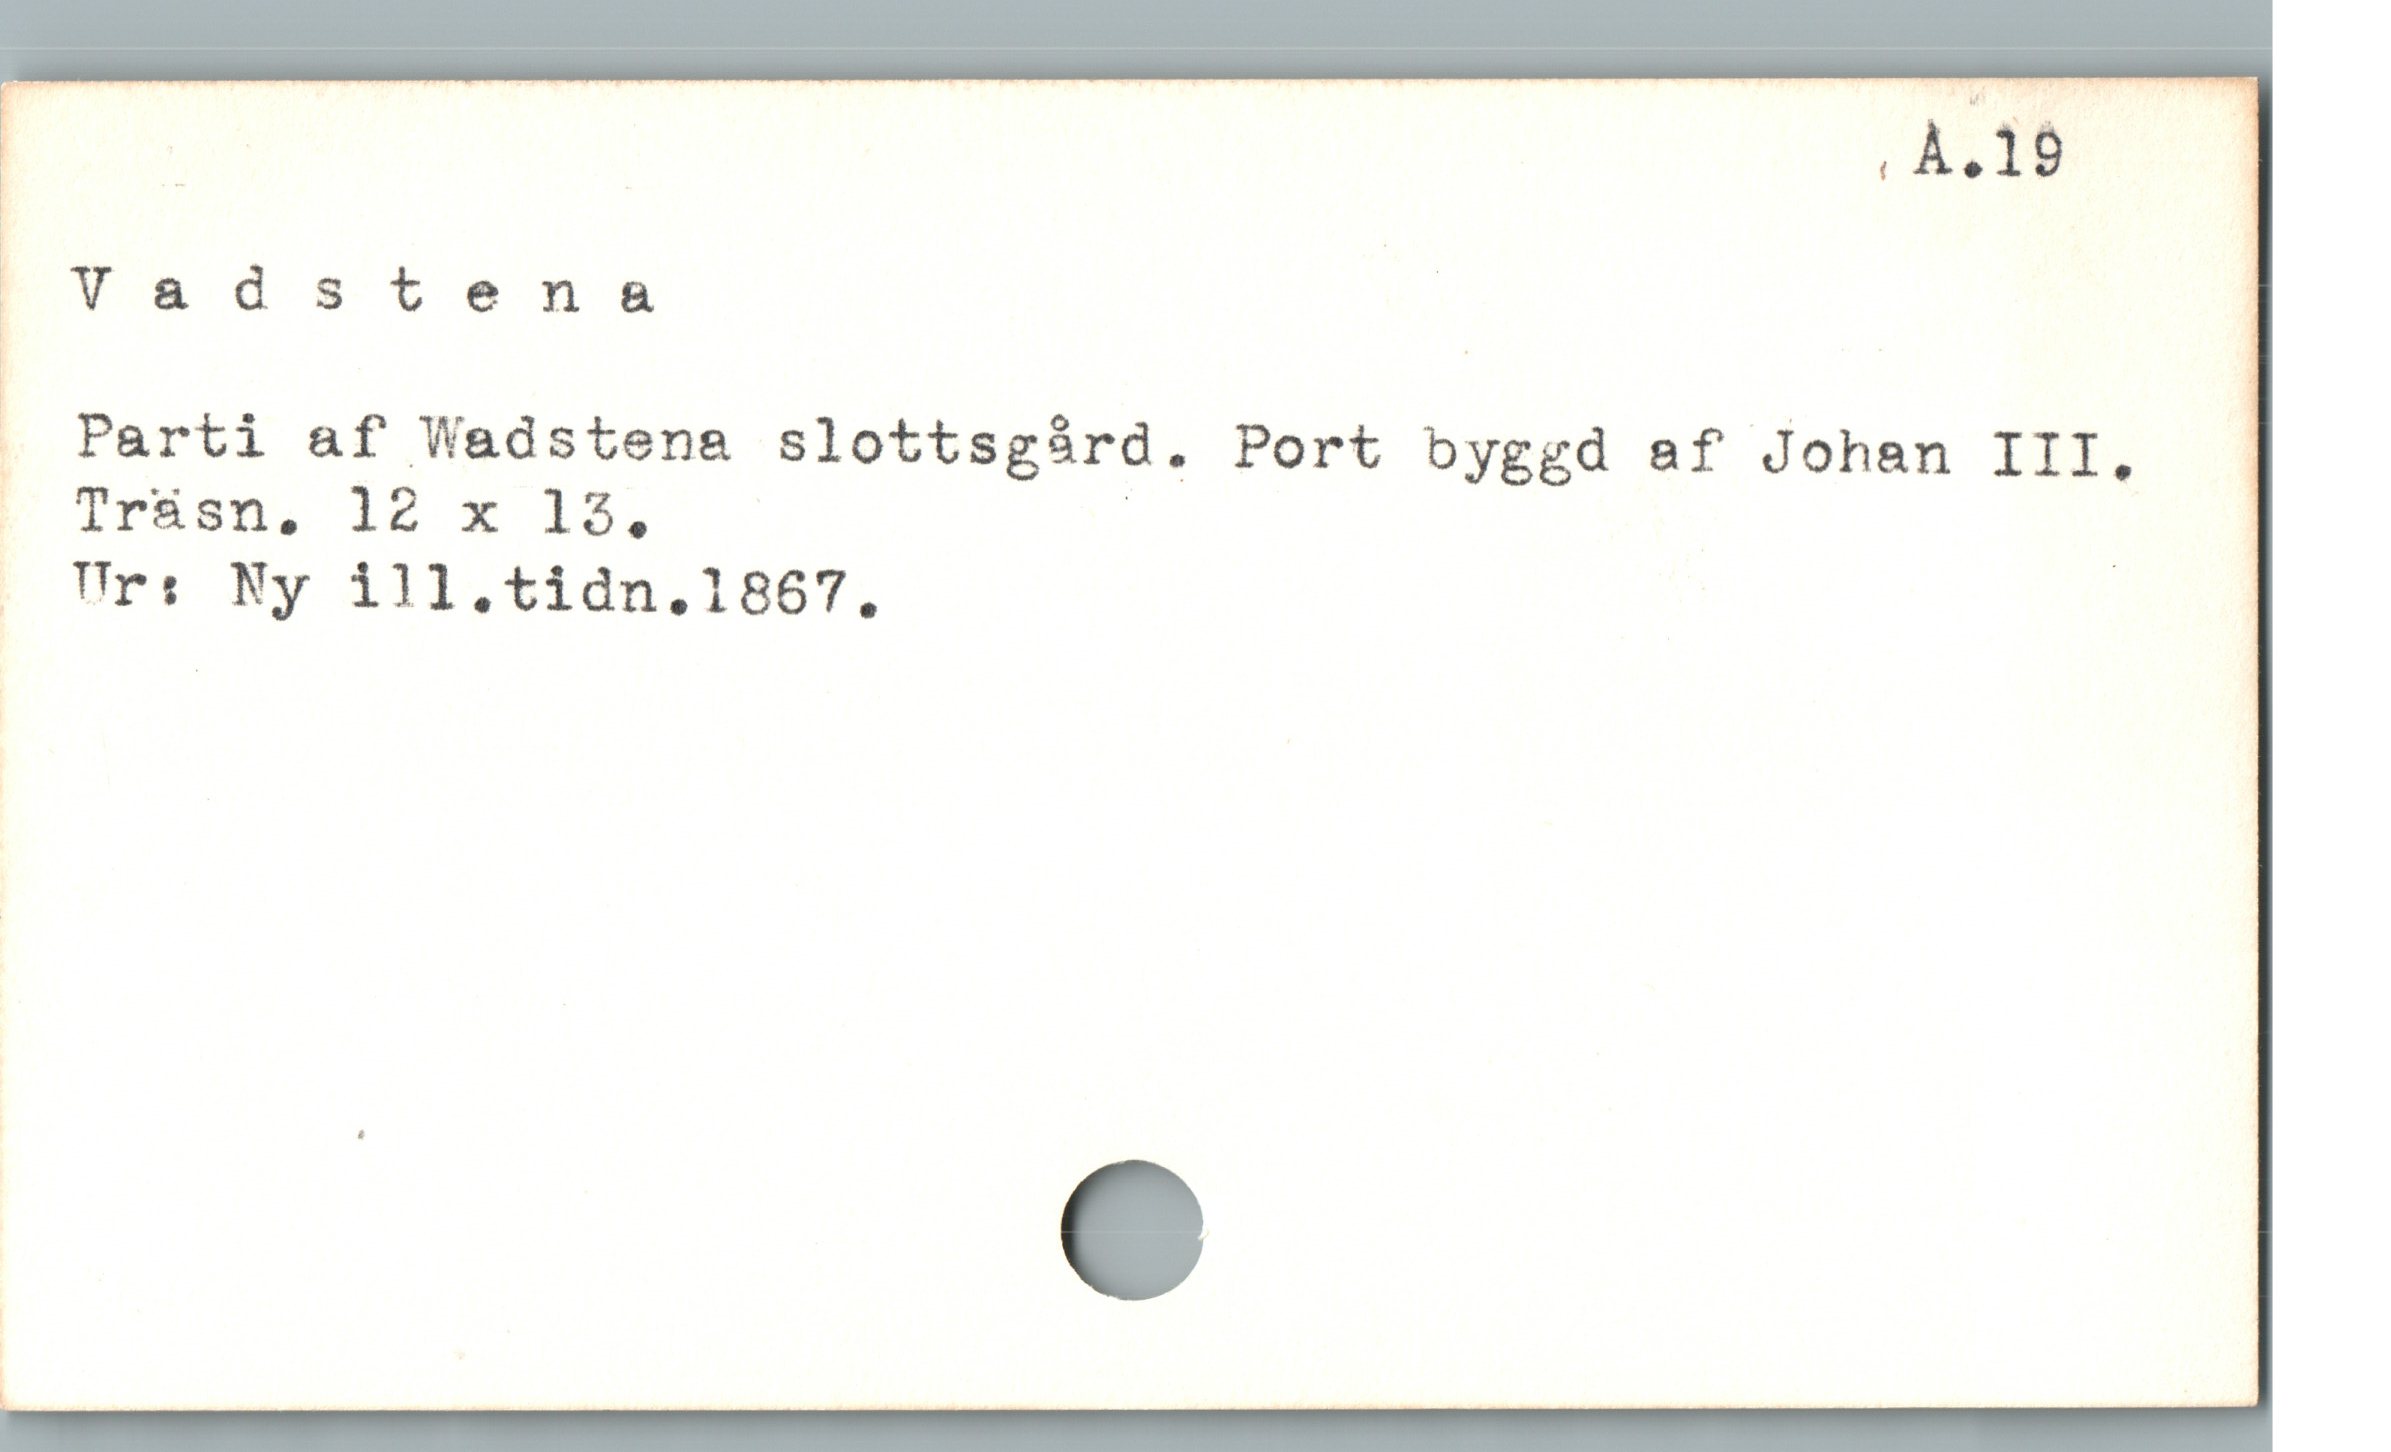 A.19
V a d s t e n a
Parti af Wadstena slottsgård. Port byggd af Johan III.
Träsn. 12 x 13.
Ur: Ny ill.tidn.1867.